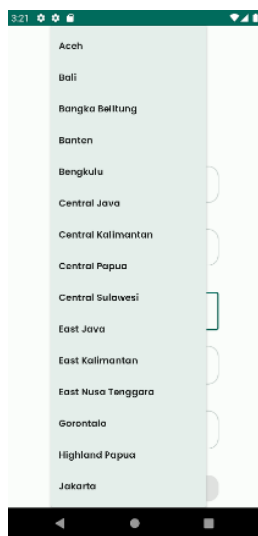 3:21
Aceh
Bali
Bangka Belitung
Banten
Bengkulu
Central Java
Central Kalimantan
Central Papua
Central Sulawesi
East Java
East Kalimantan
East Nusa Tenggara
Gorontalo
Highland Papua
Jakarta